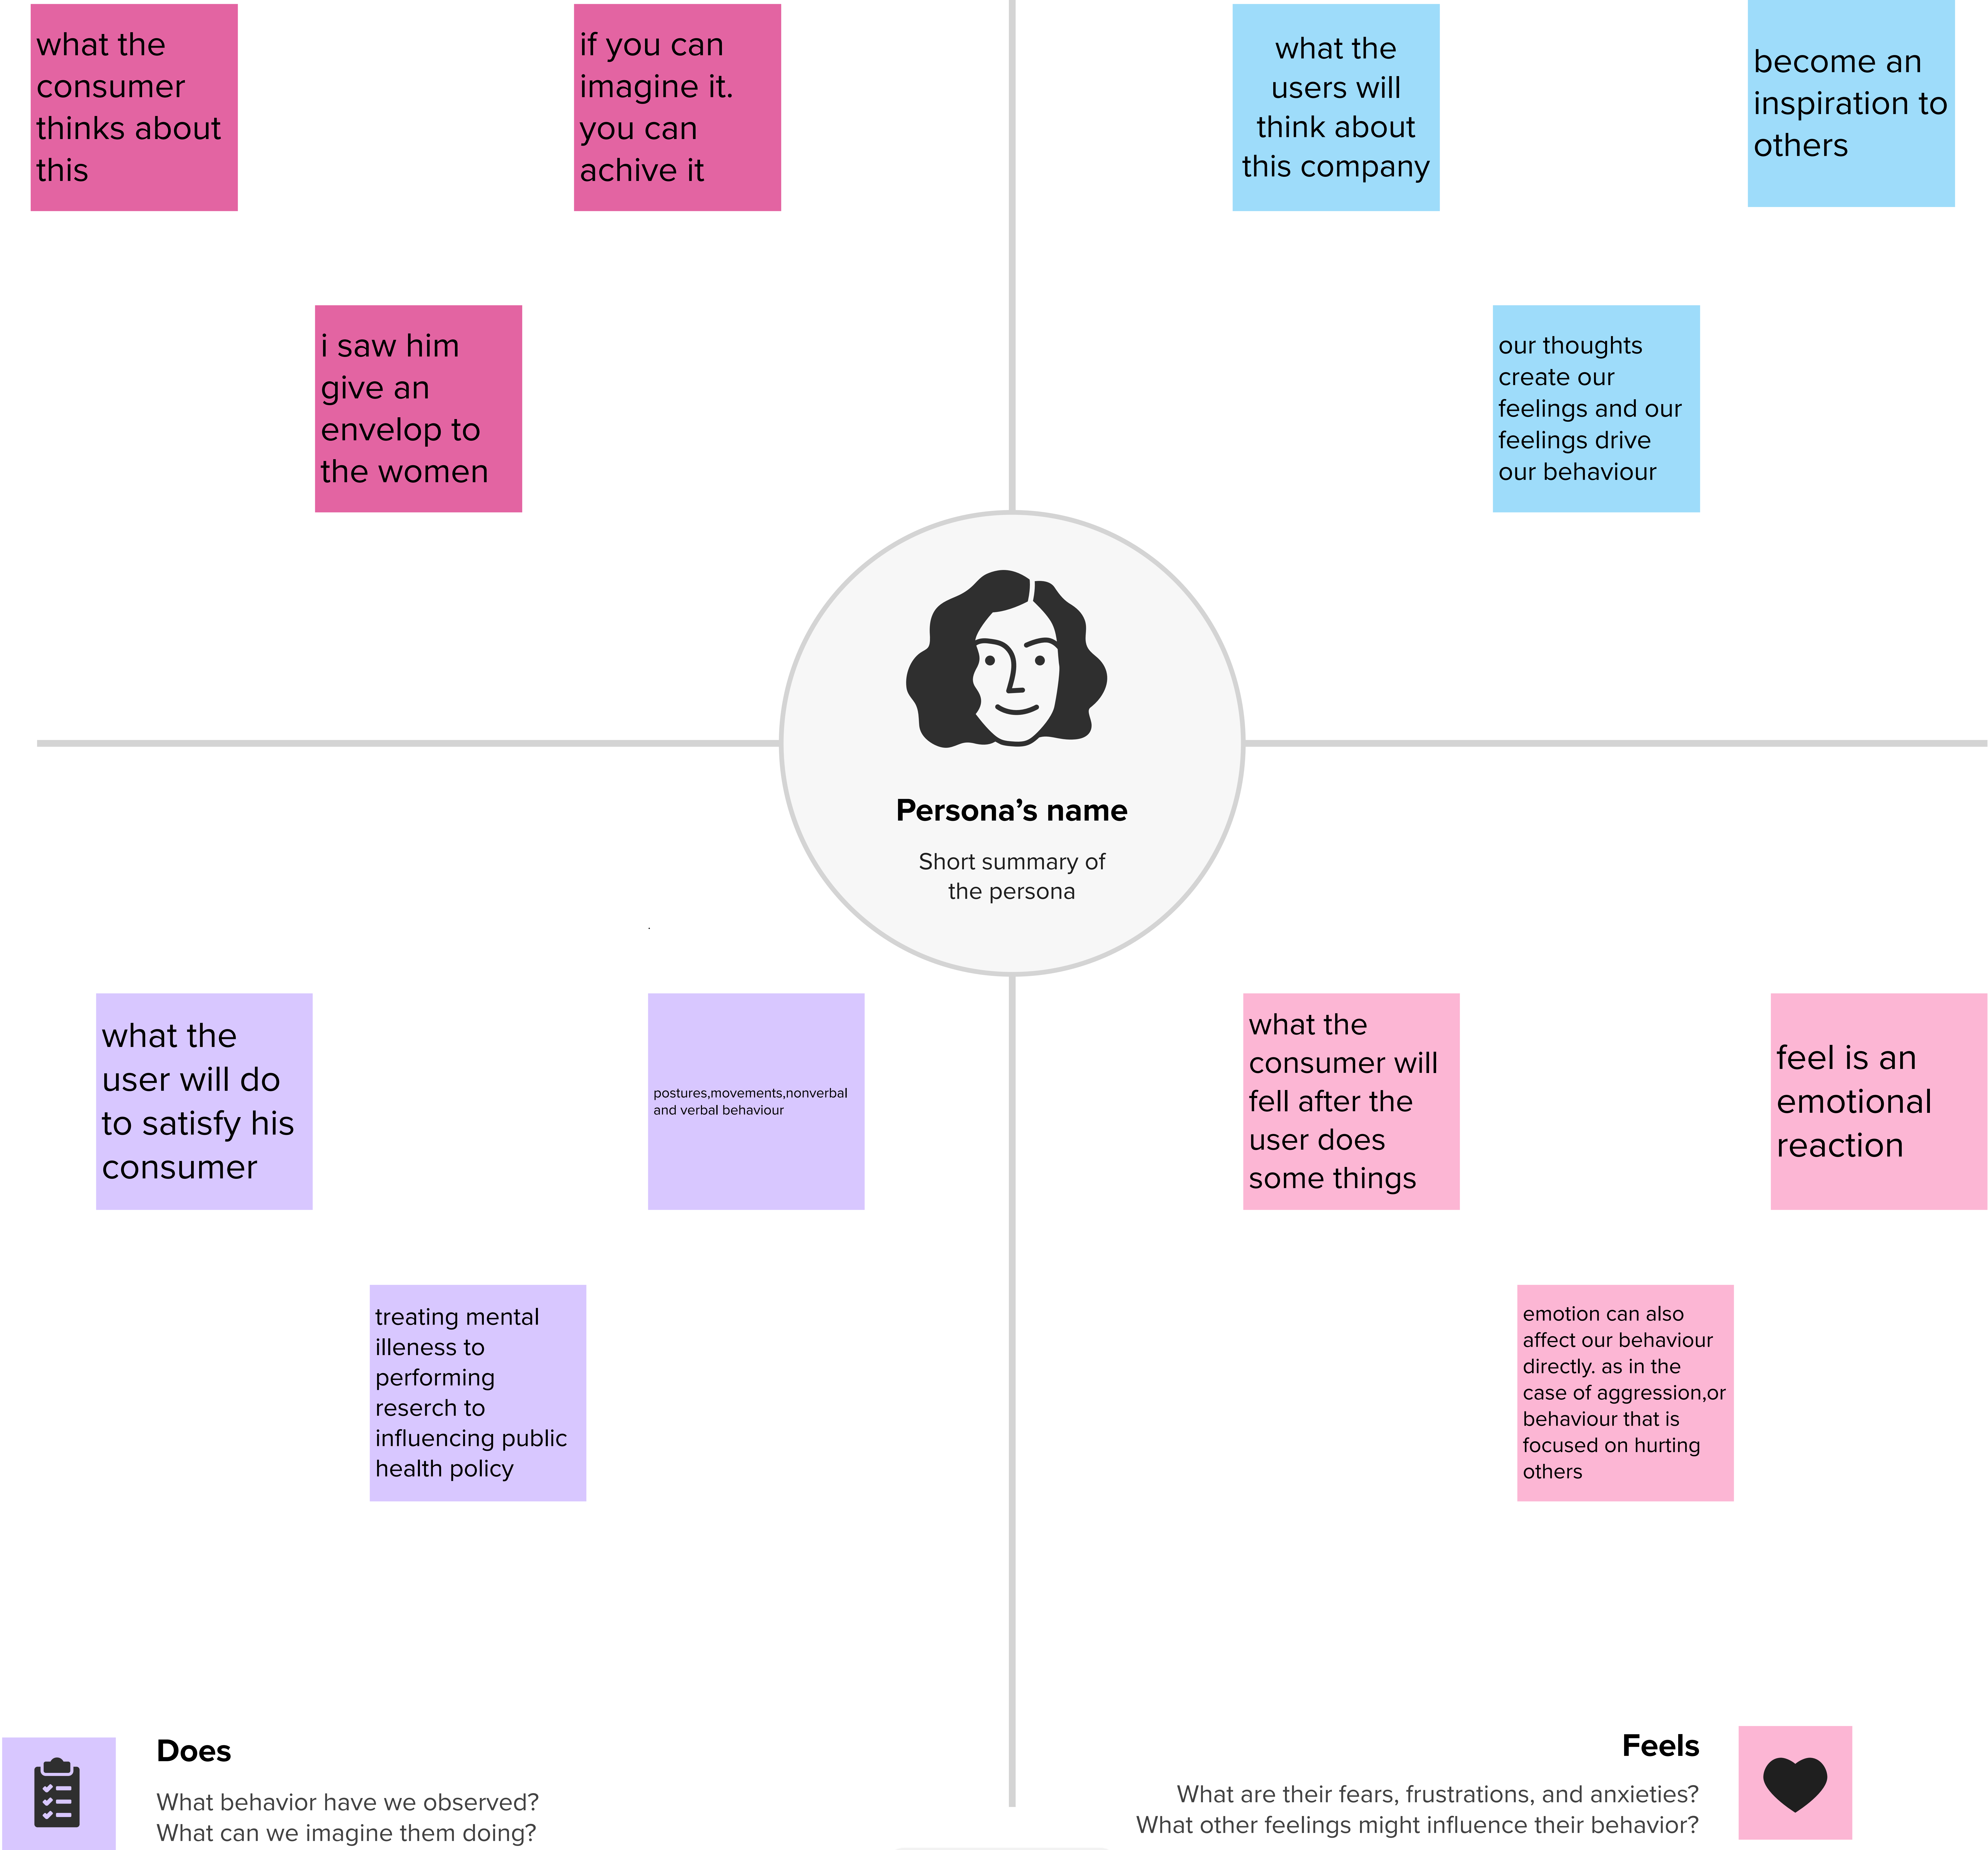 what the
consumer
thinks about
this
if you can
imagine it.
you can
achive it
i saw him
give an
envelop to
the women
what the
users will
think about
this company
become an
inspiration to
others
our thoughts
create our
feelings and our
feelings drive
our behaviour
Persona’s name
Short summary of
the persona
.
what the
user will do
to satisfy his
consumer
postures,movements,nonverbal
and verbal behaviour
treating mental
illeness to
performing
reserch to
influencing public
health policy
what the
consumer will
fell after the
user does
some things
feel is an
emotional
reaction
emotion can also
affect our behaviour
directly. as in the
case of aggression,or
behaviour that is
focused on hurting
others
Does
What behavior have we observed?
What can we imagine them doing?
Feels
What are their fears, frustrations, and anxieties?
What other feelings might influence their behavior?